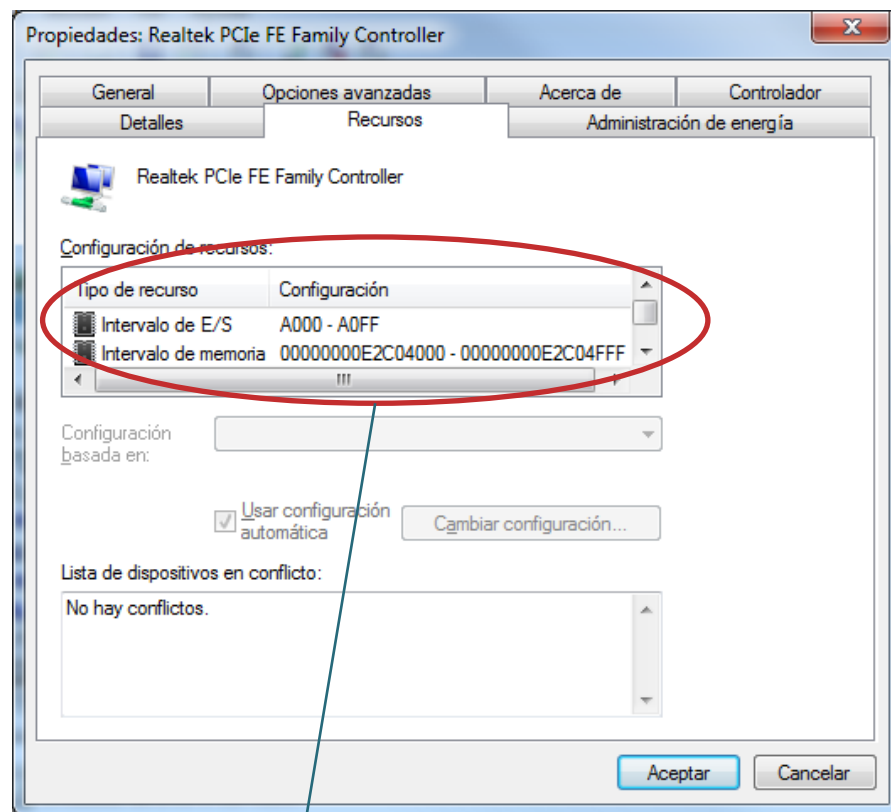 Propiedades: Realtek PCIe FE Family Controller
X
General Opciones avanzadas Acerca de Controlador
Detalles Recursos Administración de energía
Realtek PCIe FE Family Controller
Configuración de recursos:
Tipo de recurso Configuración
Intervalo de E/S A000 - A0FF
Intervalo de memoria 00000000E2C04000 - 00000000E2C04FFF
Configuración
basada en:
Usar configuración
automática
Cambiar configuración...
Lista de dispositivos en conflicto:
No hay conflictos.
Aceptar Cancelar